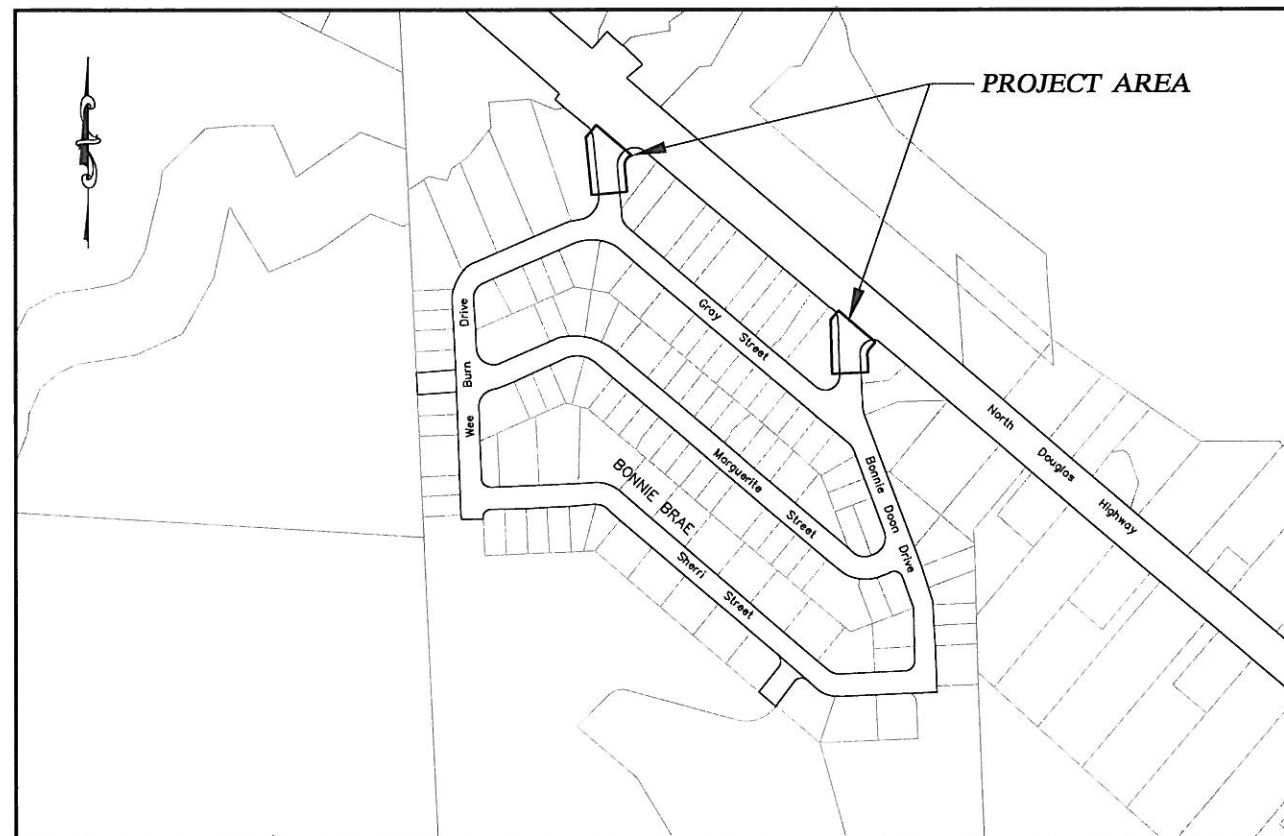 PROJECT AREA
Gray Street
Wee Burn Drive
North Douglas Highway
Marguerite Street
BONNIE BRAE
Bonnie Doon Drive
Sherri Street